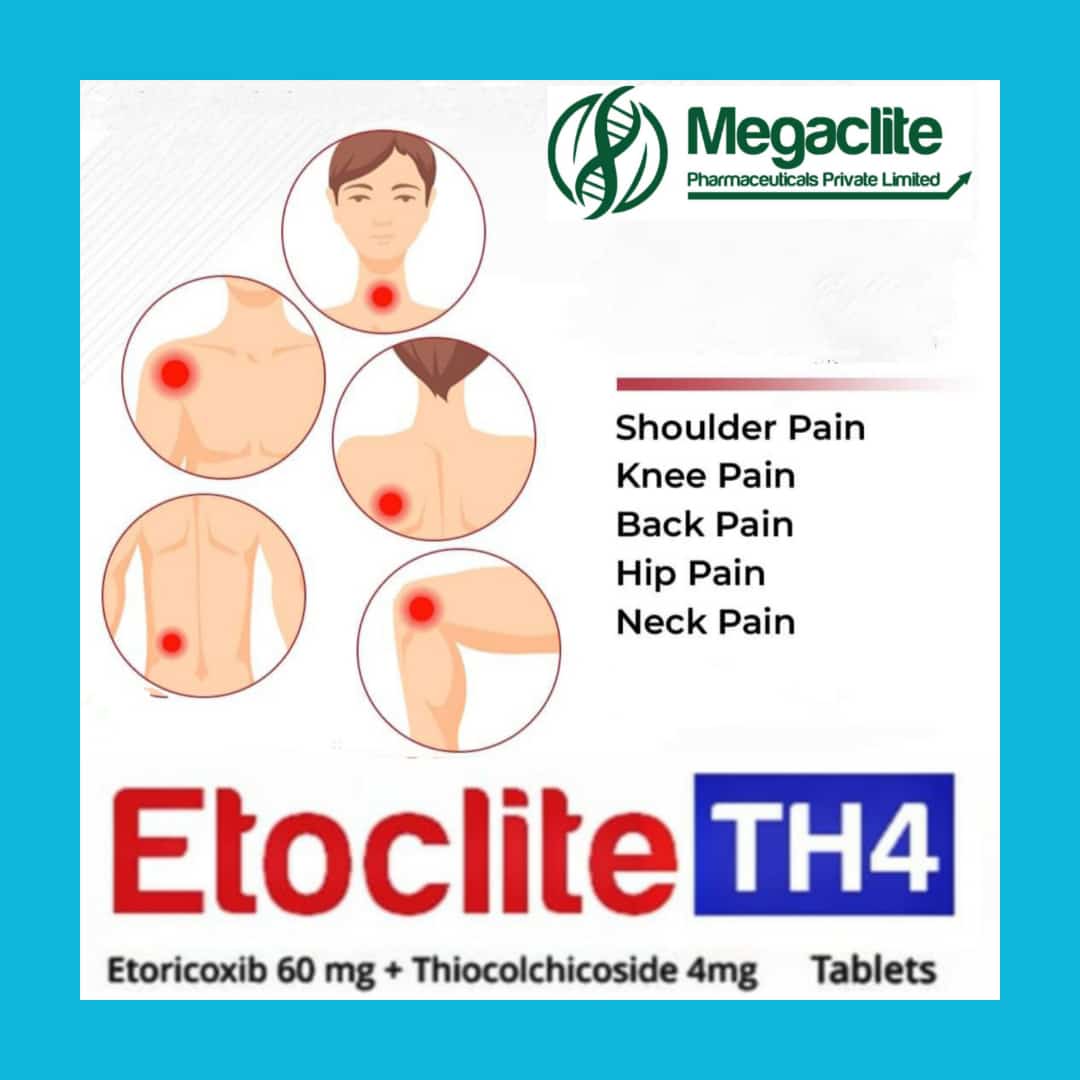 Megaclite
Pharmaceuticals Private Limited
Shoulder Pain
Knee Pain
Back Pain
Hip Pain
Neck Pain
Etoclite TH4
Etoricoxib 60 mg + Thiocolchicoside 4mg Tablets